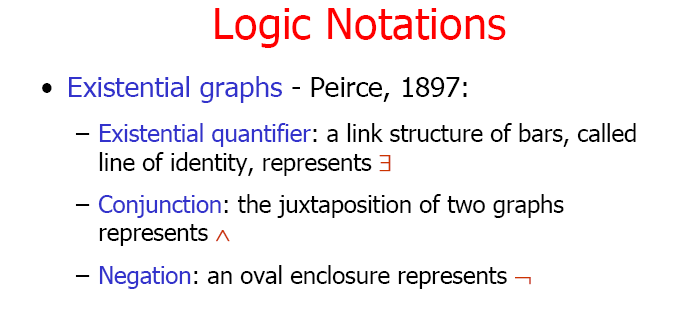 Logic Notations
• Existential graphs - Peirce, 1897:
– Existential quantifier: a link structure of bars, called
line of identity, represents ∃
– Conjunction: the juxtaposition of two graphs
represents ∧
– Negation: an oval enclosure represents ¬